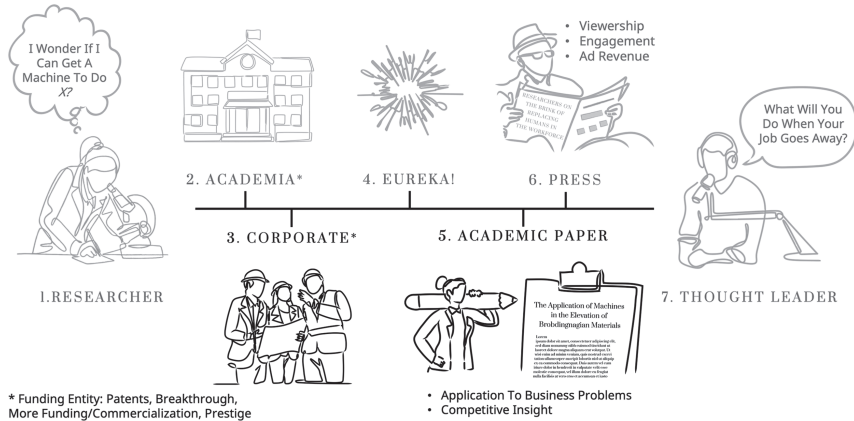 I Wonder If I
Can Get A
Machine To Do
X?
• Viewership
• Engagement
• Ad Revenue
RESEARCHERS ON
THE BRINK OF
REPLACING
HUMANS IN
THE WORKFORCE
What Will You
Do When Your
Job Goes Away?
2. ACADEMIA*
4. EUREKA!
6. PRESS
3. CORPORATE*
5. ACADEMIC PAPER
1.RESEARCHER
7. THOUGHT LEADER
The Application of Machines
in the Elevation of
Brobdingnagian Materials
Lorem
* Funding Entity: Patents, Breakthrough,
More Funding/Commercialization, Prestige
• Application To Business Problems
• Competitive Insight